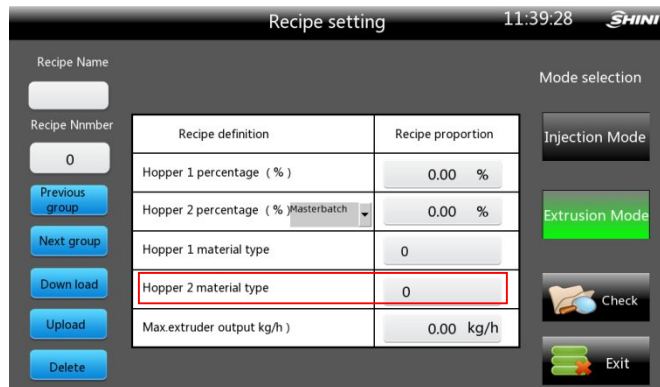 Recipe setting
11:39:28
SHINI
Recipe Name
Mode selection
Recipe Nnmber
0
Previous
group
Next group
Down load
Upload
Delete
Recipe definition Recipe proportion
Hopper 1 percentage （%） 0.00 %
Hopper 2 percentage （%） Masterbatch 0.00 %
Hopper 1 material type 0
Hopper 2 material type 0
Max.extruder output kg/h ) 0.00 kg/h
Injection Mode
Extrusion Mode
Check
Exit